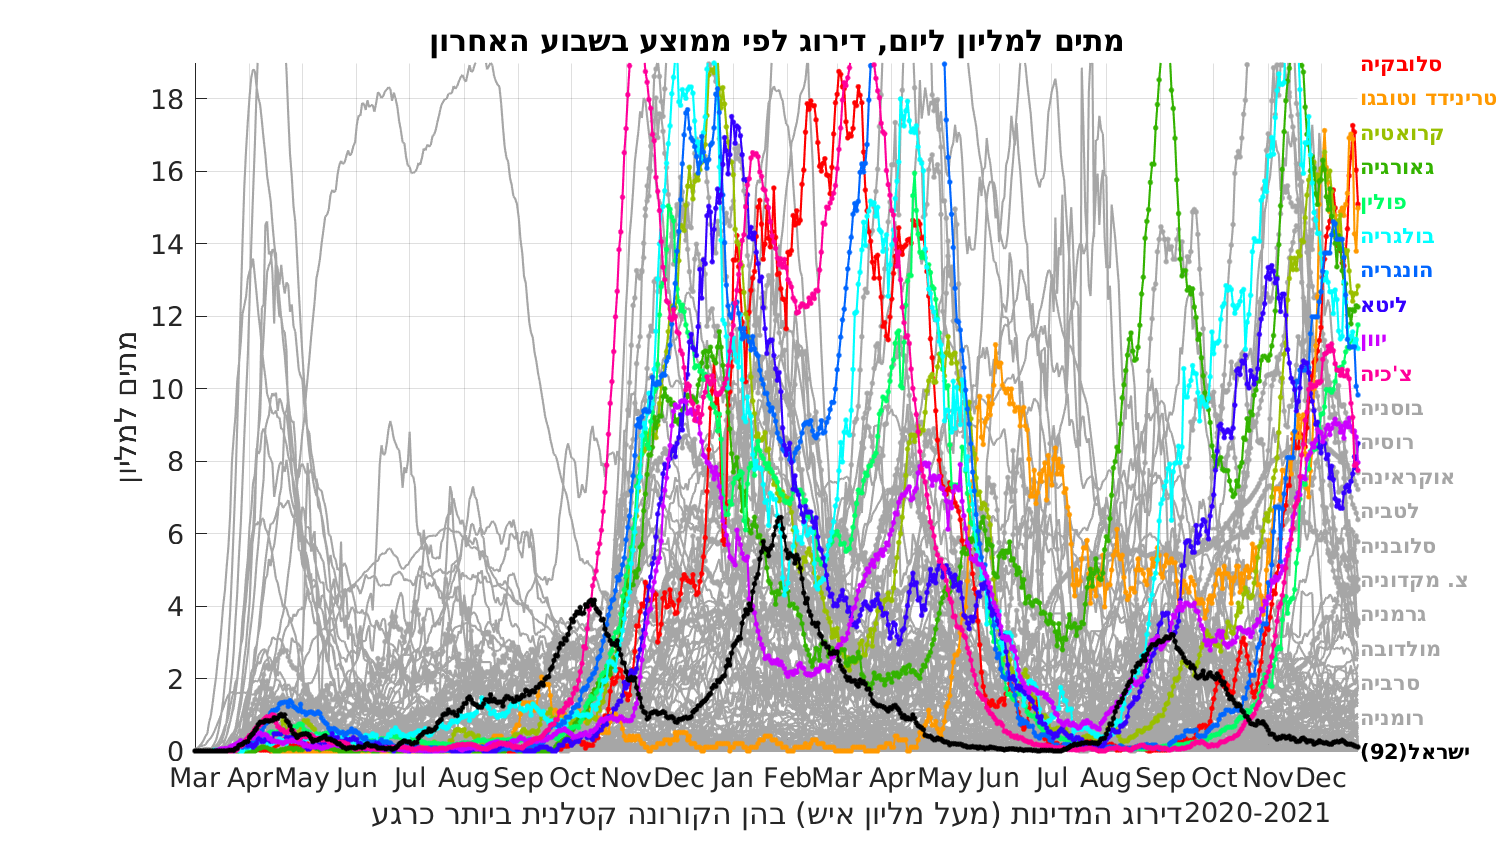 מתים למליון ליום, דירוג לפי ממוצע בשבוע האחרון
מתים למליון
18
16
14
12
10
8
6
4
2
0
Mar Apr May Jun Jul Aug Sep Oct Nov Dec Jan Feb Mar Apr May Jun Jul Aug Sep Oct Nov Dec
דירוג המדינות (מעל מליון איש) בהן הקורונה קטלנית ביותר כרגע2020-2021
סלובקיה
טרינידד וטובגו
קרואטיה
גאורגיה
פולין
בולגריה
הונגריה
ליטא
יוון
צ'כיה
בוסניה
רוסיה
אוקראינה
לטביה
סלובניה
צ. מקדוניה
גרמניה
מולדובה
סרביה
רומניה
ישראל(92)